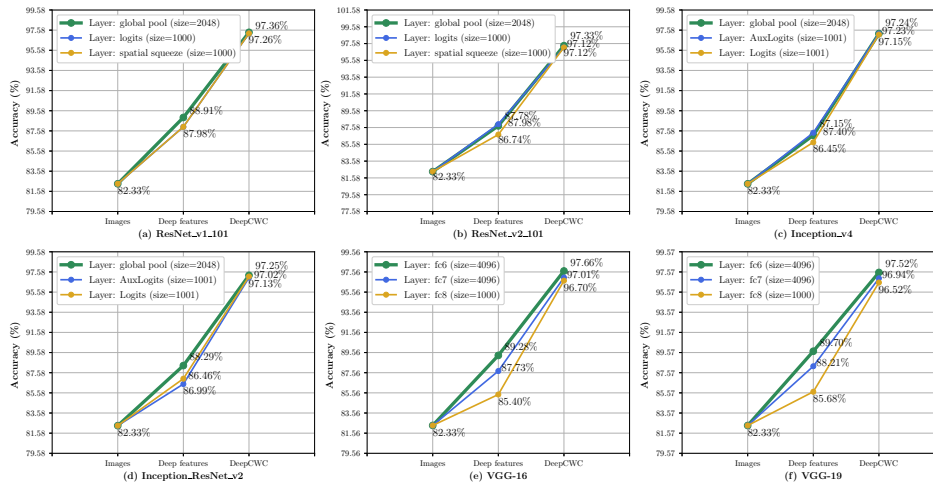 99.58
97.58
95.58
93.58
91.58
89.58
87.58
85.58
83.58
81.58
79.58
Accuracy (%)
Layer: global pool (size=2048)
Layer: logits (size=1000)
Layer: spatial squeeze (size=1000)
97.36%
97.26%
88.91%
87.98%
82.33%
Images
Deep features
DeepCWC
(a) ResNet_v1_101
101.58
99.58
97.58
95.58
93.58
91.58
89.58
87.58
85.58
83.58
81.58
79.58
77.58
Accuracy (%)
Layer: global pool (size=2048)
Layer: logits (size=1000)
Layer: spatial squeeze (size=1000)
97.33%
97.12%
97.12%
87.78%
87.98%
86.74%
82.33%
Images
Deep features
DeepCWC
(b) ResNet_v2_101
99.58
97.58
95.58
93.58
91.58
89.58
87.58
85.58
83.58
81.58
79.58
Accuracy (%)
Layer: global pool (size=2048)
Layer: AuxLogits (size=1001)
Layer: Logits (size=1001)
97.24%
97.23%
97.15%
87.15%
87.40%
86.45%
82.33%
Images
Deep features
DeepCWC
(c) Inception_v4
99.58
97.58
95.58
93.58
91.58
89.58
87.58
85.58
83.58
81.58
79.58
Accuracy (%)
Layer: global pool (size=2048)
Layer: AuxLogits (size=1001)
Layer: Logits (size=1001)
97.25%
97.02%
97.13%
88.29%
86.46%
86.99%
82.33%
Images
Deep features
DeepCWC
(d) Inception_ResNet_v2
99.56
97.56
95.56
93.56
91.56
89.56
87.56
85.56
83.56
81.56
79.56
Accuracy (%)
Layer: fc6 (size=4096)
Layer: fc7 (size=4096)
Layer: fc8 (size=1000)
97.66%
97.01%
96.70%
89.28%
87.73%
85.40%
82.33%
Images
Deep features
DeepCWC
(e) VGG-16
99.57
97.57
95.57
93.57
91.57
89.57
87.57
85.57
83.57
81.57
79.57
Accuracy (%)
Layer: fc6 (size=4096)
Layer: fc7 (size=4096)
Layer: fc8 (size=1000)
97.52%
96.94%
96.52%
89.70%
88.21%
85.68%
82.33%
Images
Deep features
DeepCWC
(f) VGG-19